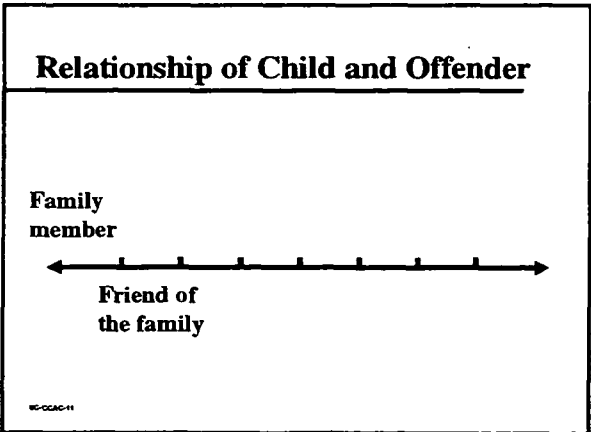 Relationship of Child and Offender
Family
member
Friend of
the family